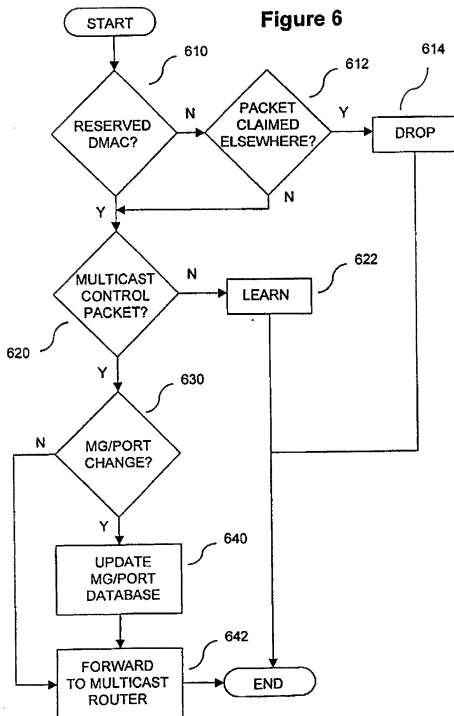 Figure 6
START
610
612
614
RESERVED
DMAC?
N
PACKET
CLAIMED
ELSEWHERE?
Y
DROP
Y
N
MULTICAST
CONTROL
PACKET?
N
622
LEARN
620
Y
630
N
MG/PORT
CHANGE?
Y
640
UPDATE
MG/PORT
DATABASE
642
FORWARD
TO MULTICAST
ROUTER
END